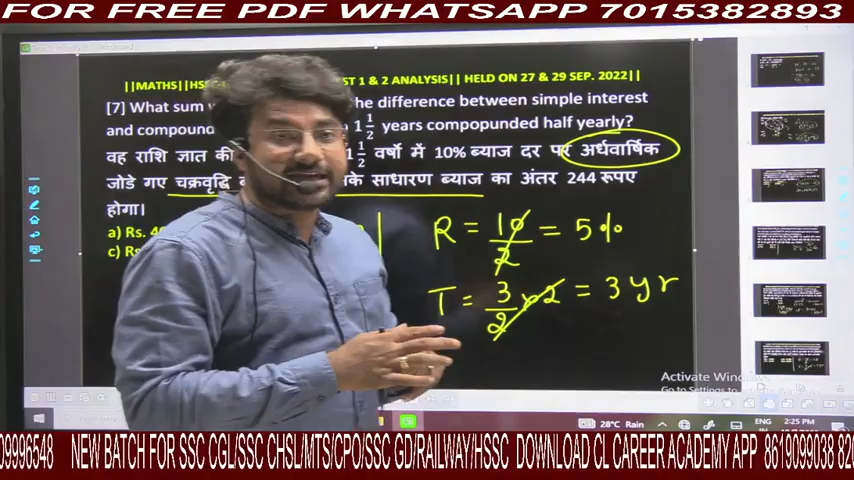 FOR FREE PDF WHATSAPP 7015382893
||MATHS||HSS ST 1 & 2 ANALYSIS|| HELD ON 27 & 29 SEP. 2022||
[7] What sum he difference between simple interest
and compound 1 1/2 years compopunded half yearly?
वह राशि ज्ञात की 1 1/2 वर्षो में 10% ब्याज दर पर अर्धवार्षिक
जोडे गए चक्रवृद्धि के साधारण ब्याज का अंतर 244 रूपए
होगा।
a) Rs. 4
c) Rs
R = 10/2 = 5%
T = 3/2 x 2 = 3 yr
Activate Window
Go to Settings to Activate Windows
28°C Rain
ENG
2:25 PM
09996548 NEW BATCH FOR SSC CGL/SSC CHSL/MTS/CPO/SSC GD/RAILWAY/HSSC DOWNLOAD CL CAREER ACADEMY APP 8619099038 820